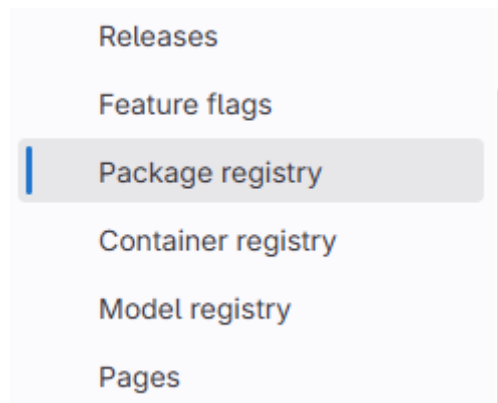 Releases
Feature flags
Package registry
Container registry
Model registry
Pages